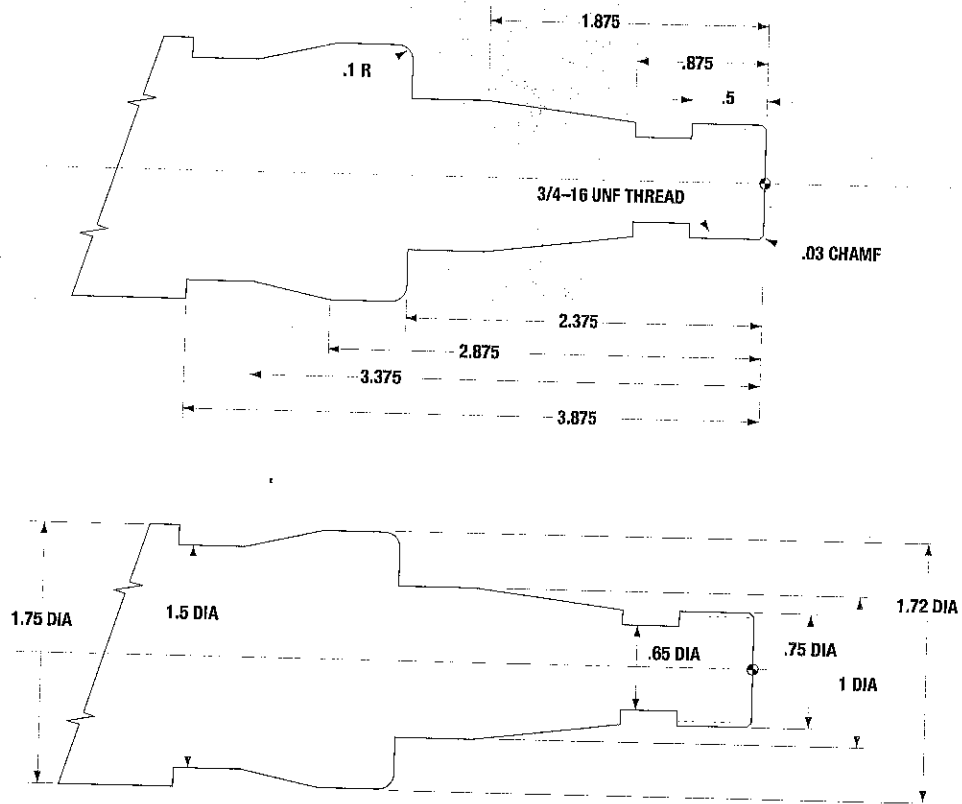 1.875
.875
.1 R
.5
3/4–16 UNF THREAD
.03 CHAMF
2.375
2.875
3.375
3.875
1.75 DIA
1.5 DIA
1.72 DIA
.65 DIA
.75 DIA
1 DIA